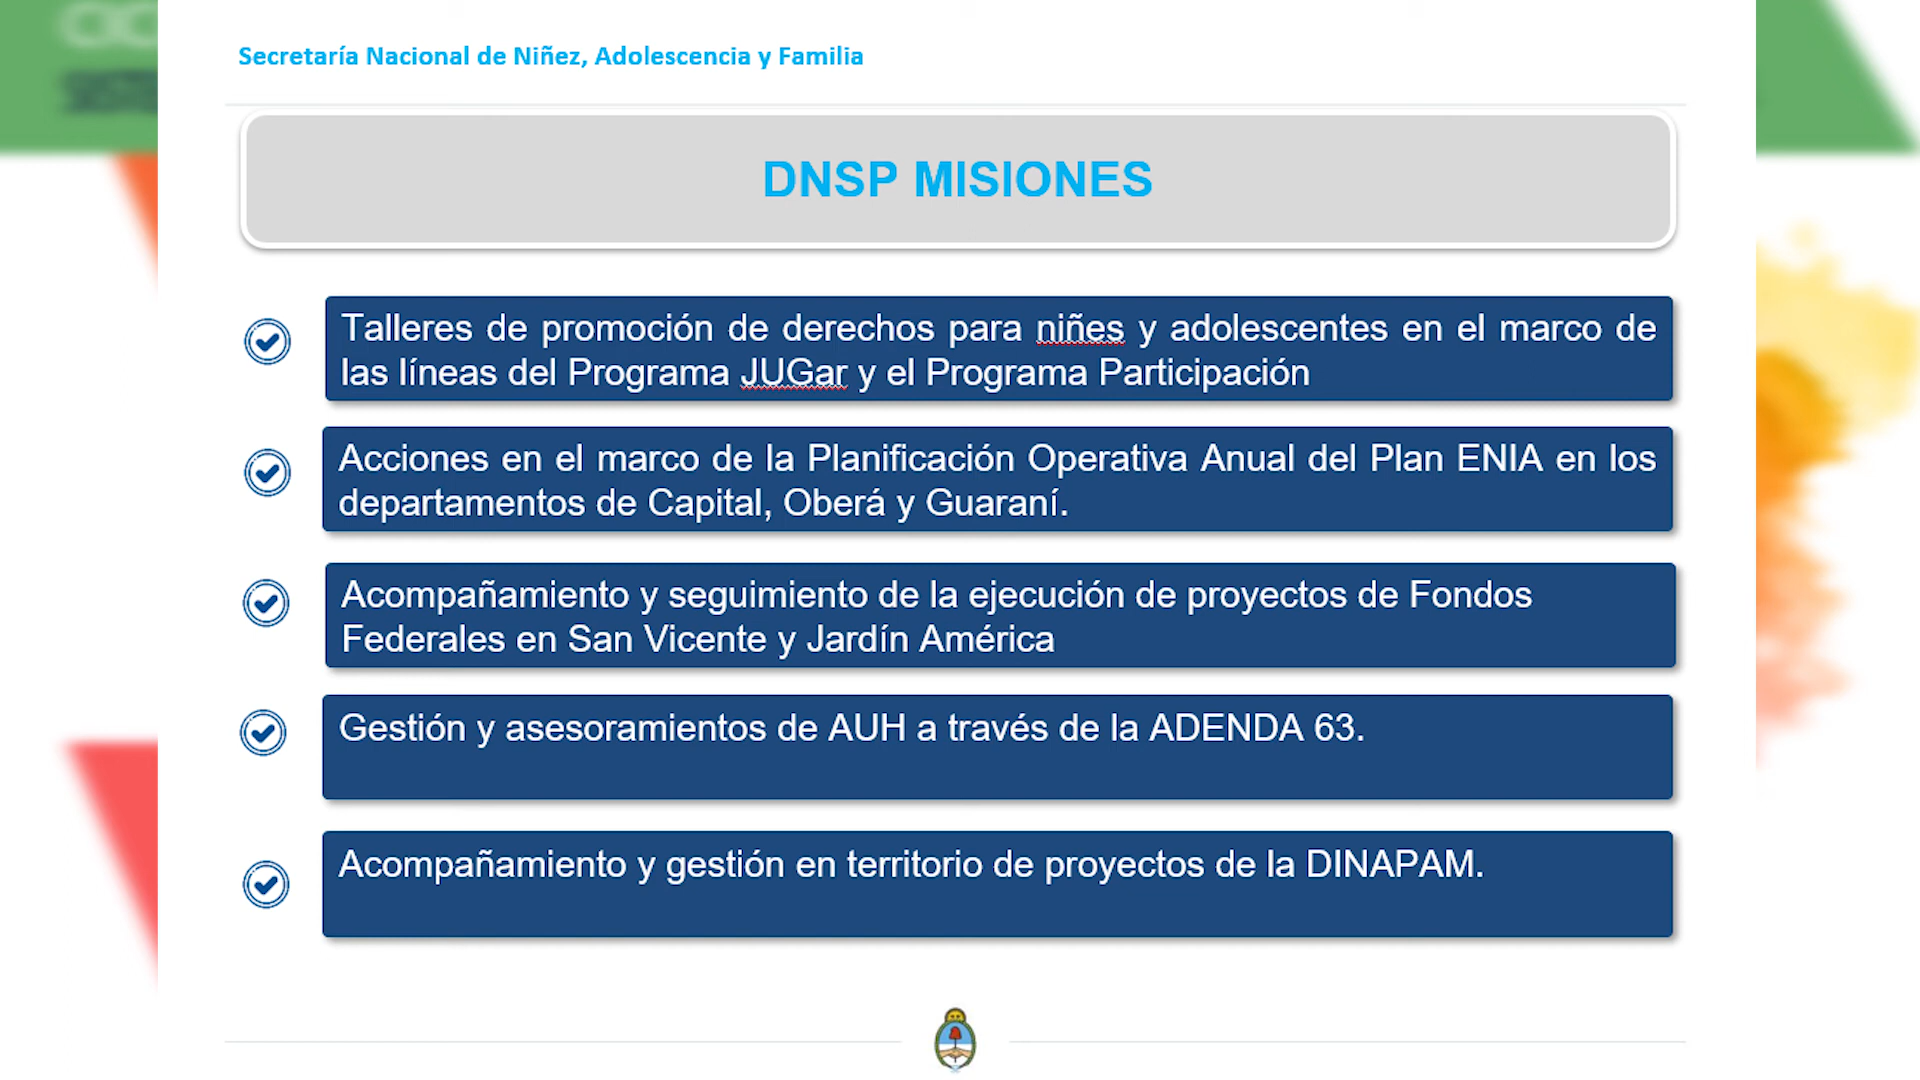 Secretaría Nacional de Niñez, Adolescencia y Familia
DNSP MISIONES
Talleres de promoción de derechos para niñes y adolescentes en el marco de
las líneas del Programa JUGar y el Programa Participación
Acciones en el marco de la Planificación Operativa Anual del Plan ENIA en los
departamentos de Capital, Oberá y Guaraní.
Acompañamiento y seguimiento de la ejecución de proyectos de Fondos
Federales en San Vicente y Jardín América
Gestión y asesoramientos de AUH a través de la ADENDA 63.
Acompañamiento y gestión en territorio de proyectos de la DINAPAM.